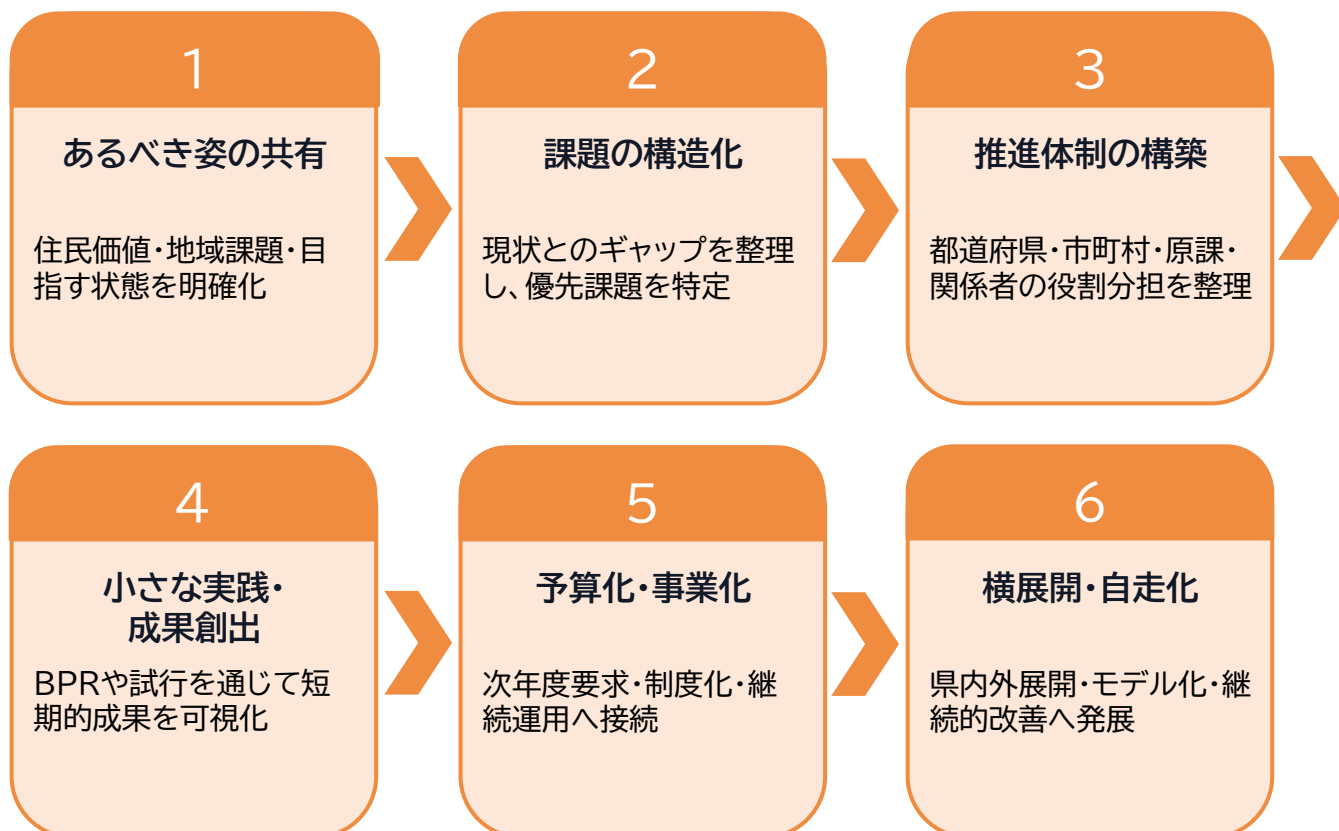 1
あるべき姿の共有
住民価値・地域課題・目
指す状態を明確化
2
課題の構造化
現状とのギャップを整理
し、優先課題を特定
3
推進体制の構築
都道府県・市町村・原課・
関係者の役割分担を整理
4
小さな実践・
成果創出
BPRや試行を通じて短
期的成果を可視化
5
予算化・事業化
次年度要求・制度化・継
続運用へ接続
6
横展開・自走化
県内外展開・モデル化・継
続的改善へ発展